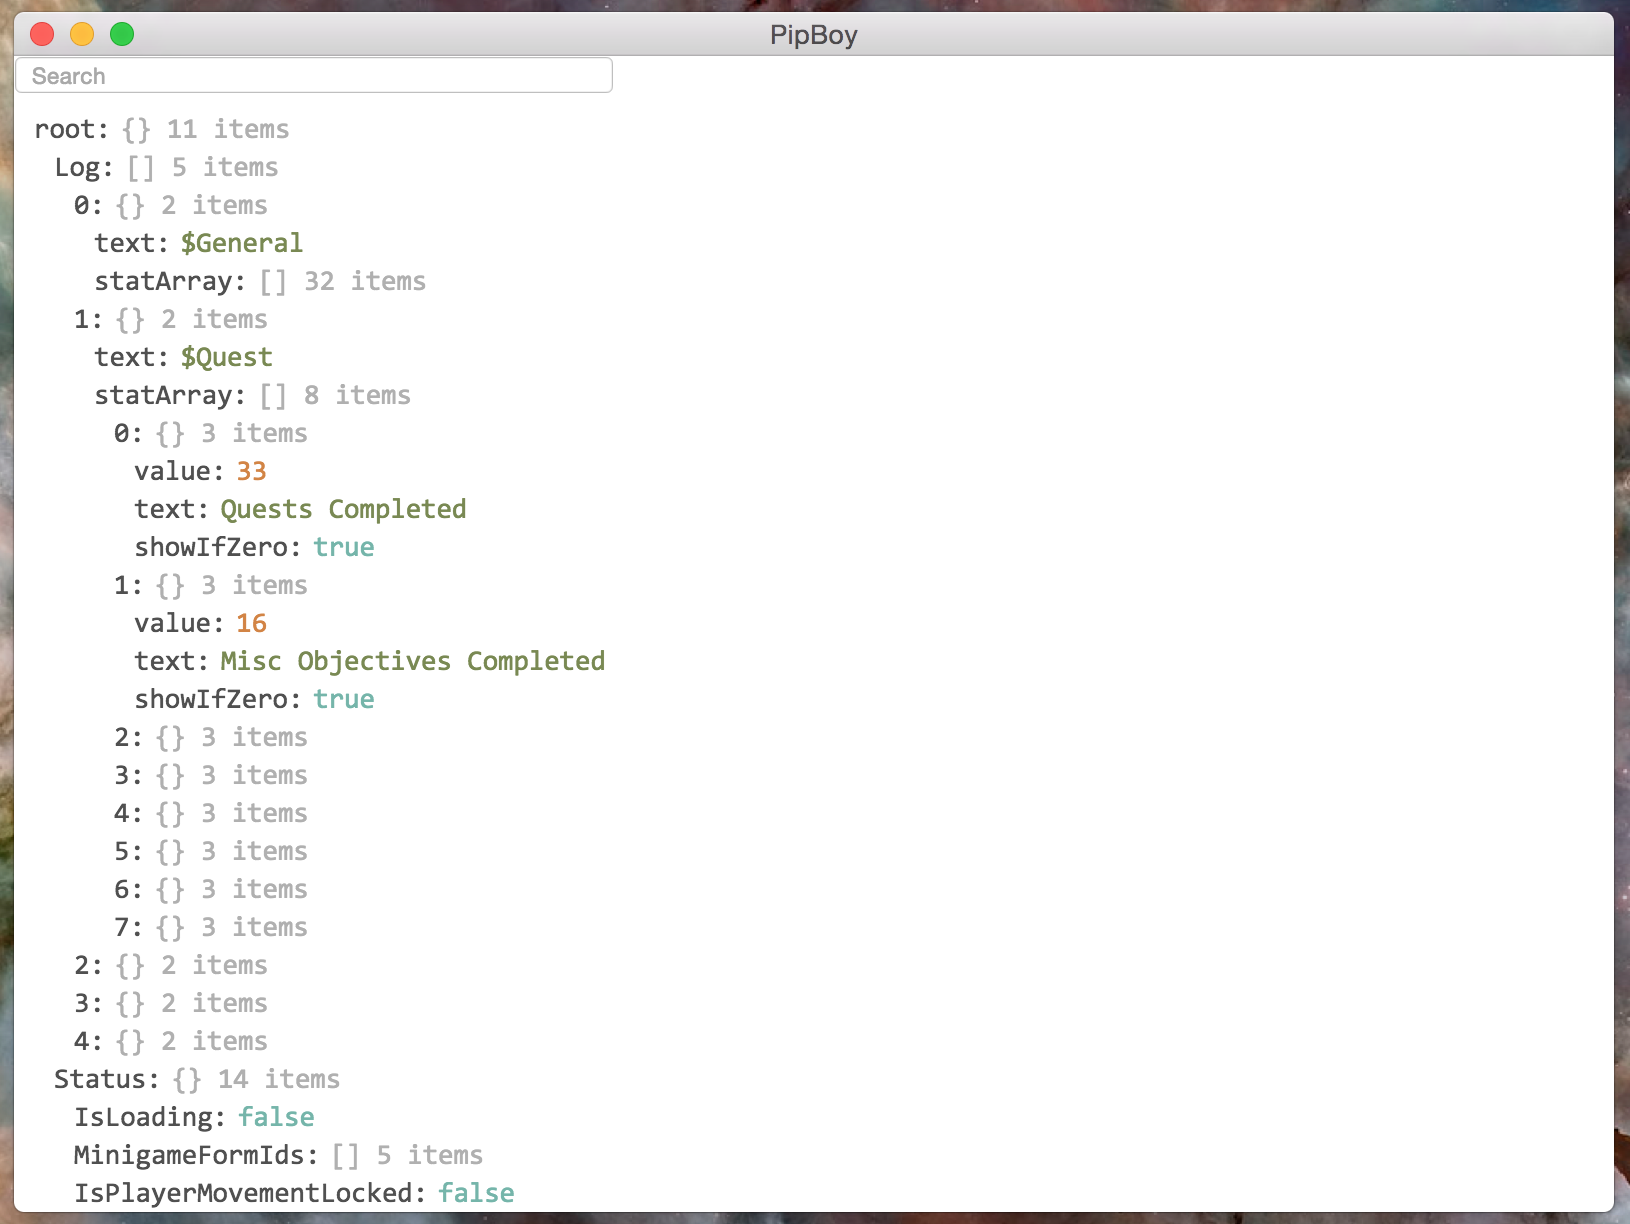 PipBoy
Search
root: {} 11 items
Log: [] 5 items
0: {} 2 items
text: $General
statArray: [] 32 items
1: {} 2 items
text: $Quest
statArray: [] 8 items
0: {} 3 items
value: 33
text: Quests Completed
showIfZero: true
1: {} 3 items
value: 16
text: Misc Objectives Completed
showIfZero: true
2: {} 3 items
3: {} 3 items
4: {} 3 items
5: {} 3 items
6: {} 3 items
7: {} 3 items
2: {} 2 items
3: {} 2 items
4: {} 2 items
Status: {} 14 items
IsLoading: false
MinigameFormIds: [] 5 items
IsPlayerMovementLocked: false